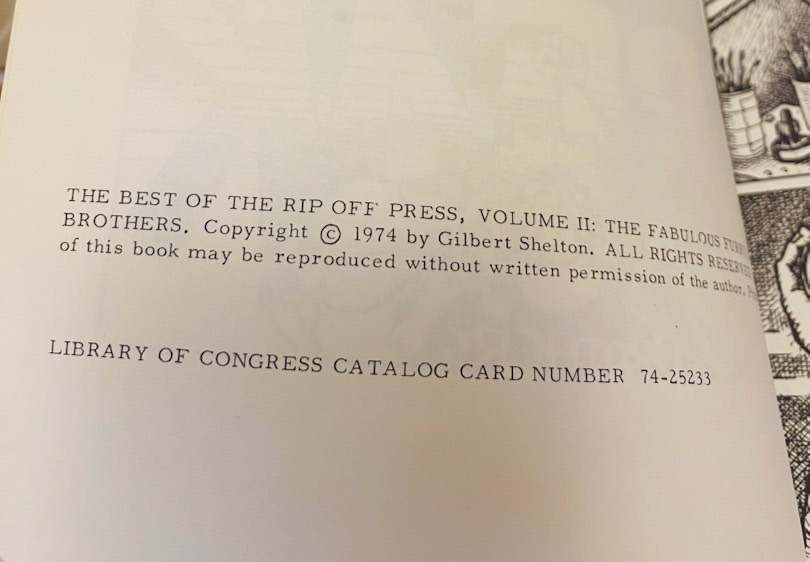 THE BEST OF THE RIP OFF PRESS, VOLUME II: THE FABULOUS
BROTHERS. Copyright © 1974 by Gilbert Shelton. ALL RIGHTS
of this book may be reproduced without written permission of the author.
LIBRARY OF CONGRESS CATALOG CARD NUMBER 74-25233